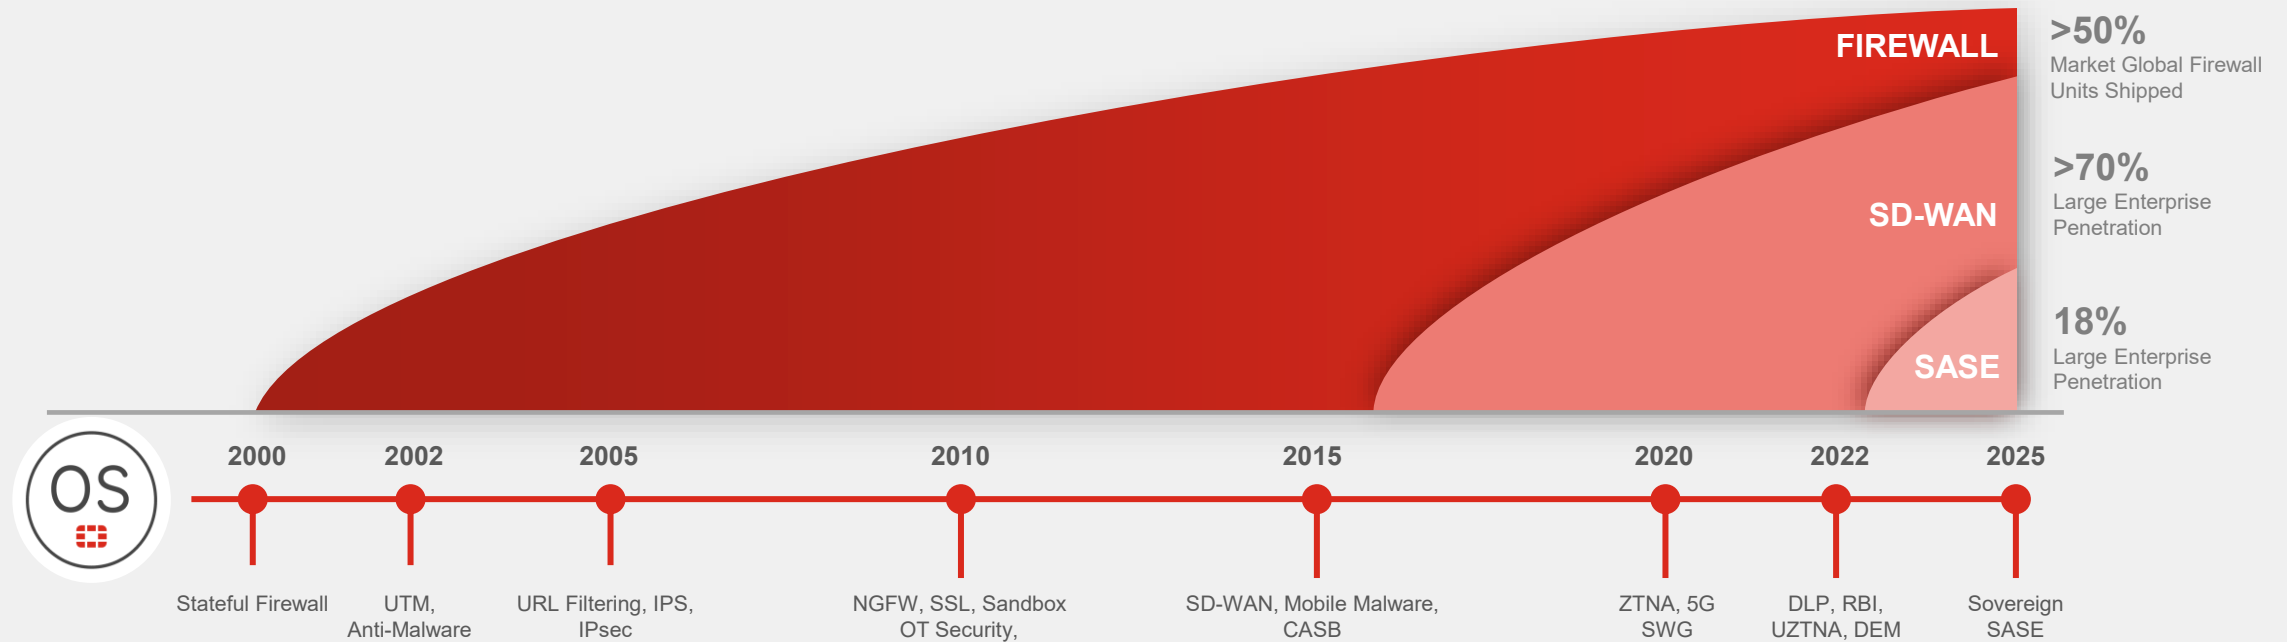 FIREWALL
>50%
Market Global Firewall
Units Shipped
SD-WAN
>70%
Large Enterprise
Penetration
SASE
18%
Large Enterprise
Penetration
OS
2000
2002
2005
2010
2015
2020
2022
2025
Stateful Firewall
UTM,
Anti-Malware
URL Filtering, IPS,
IPsec
NGFW, SSL, Sandbox
OT Security,
SD-WAN, Mobile Malware,
CASB
ZTNA, 5G
SWG
DLP, RBI,
UZTNA, DEM
Sovereign
SASE